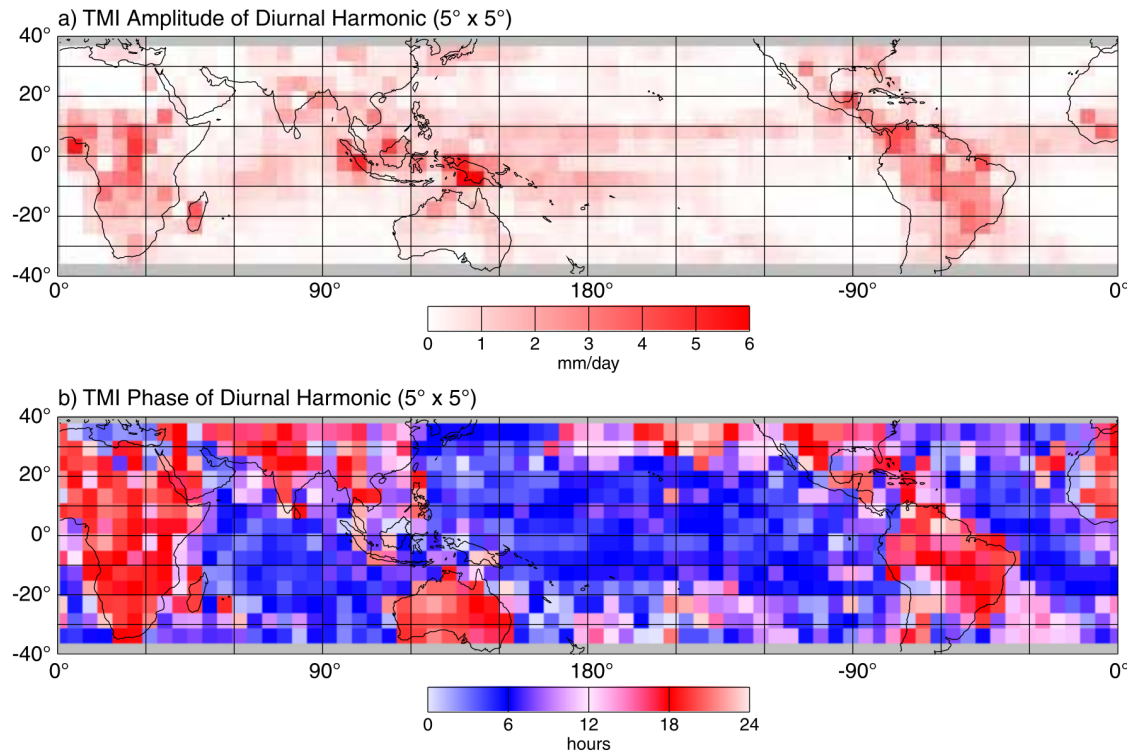 a) TMI Amplitude of Diurnal Harmonic (5° x 5°)
40°
20°
0°
-20°
-40°
0° 90° 180° -90° 0°
0 1 2 3 4 5 6
mm/day
b) TMI Phase of Diurnal Harmonic (5° x 5°)
40°
20°
0°
-20°
-40°
0° 90° 180° -90° 0°
0 6 12 18 24
hours